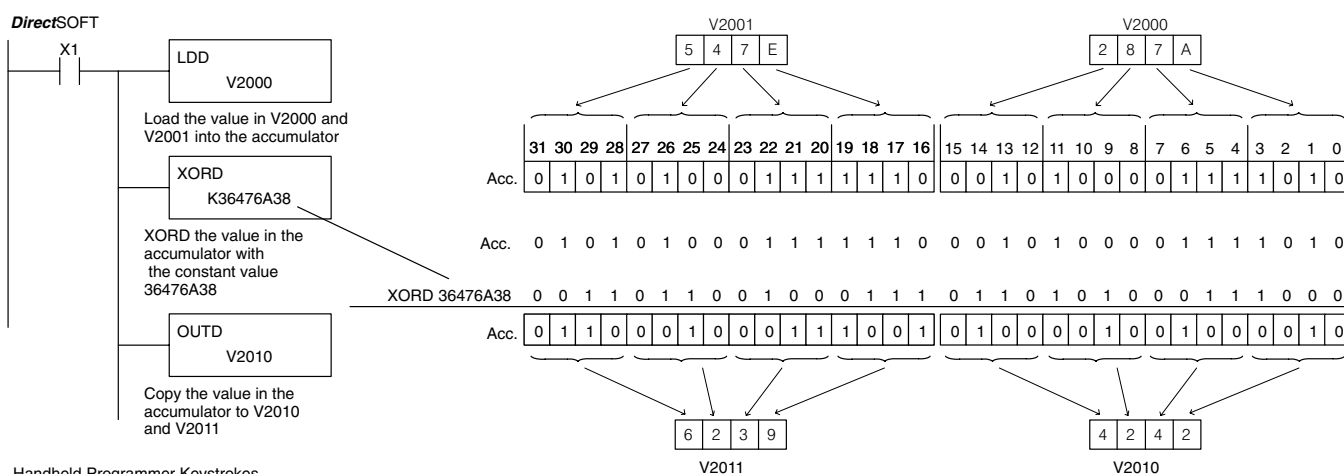 DirectSOFT
X1
LDD
V2000
Load the value in V2000 and
V2001 into the accumulator
XORD
K36476A38
XORD the value in the
accumulator with
the constant value
36476A38
OUTD
V2010
Copy the value in the
accumulator to V2010
and V2011
Handheld Programmer Keystrokes
V2001
5 4 7 E
V2000
2 8 7 A
31 30 29 28 27 26 25 24 23 22 21 20 19 18 17 16 15 14 13 12 11 10 9 8 7 6 5 4 3 2 1 0
Acc. 0 1 0 1 0 1 0 0 0 1 1 1 1 1 1 0 0 0 1 0 1 0 0 0 0 1 1 1 1 0 1 0
Acc. 0 1 0 1 0 1 0 0 0 1 1 1 1 1 1 0 0 0 1 0 1 0 0 0 0 1 1 1 1 0 1 0
XORD 36476A38 0 0 1 1 0 1 1 0 0 1 0 0 0 1 1 1 0 1 1 0 1 0 1 0 0 0 1 1 1 0 0 0
Acc. 0 1 1 0 0 0 1 0 0 0 1 1 1 0 0 1 0 1 0 0 0 0 1 0 0 1 0 0 0 0 1 0
6 2 3 9
V2011
4 2 4 2
V2010